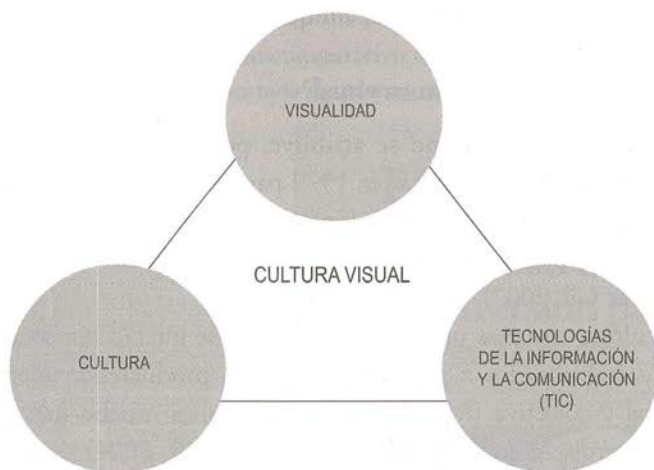 VISUALIDAD
CULTURA VISUAL
CULTURA
TECNOLOGÍAS
DE LA INFORMACIÓN
Y LA COMUNICACIÓN
(TIC)